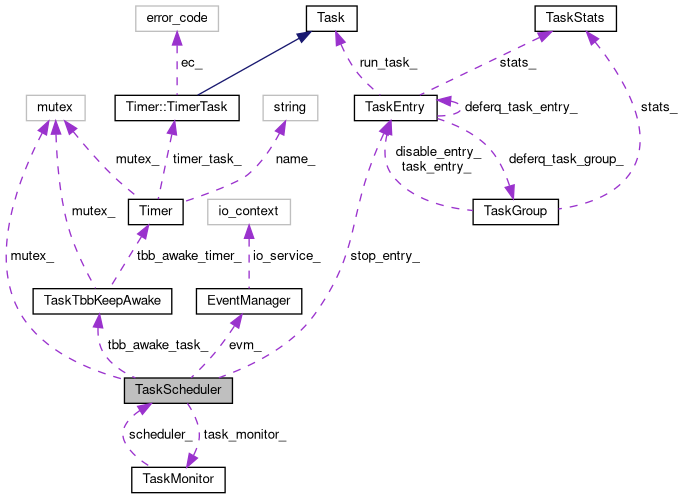 error_code
Task
TaskStats
ec_
run_task_
stats_
mutex
Timer::TimerTask
string
TaskEntry
deferq_task_entry_
stats_
mutex_
timer_task_
name_
disable_entry_
task_entry_
deferq_task_group_
mutex_
Timer
io_context
TaskGroup
mutex_
tbb_awake_timer_
io_service_
stop_entry_
TaskTbbKeepAwake
EventManager
tbb_awake_task_
evm_
TaskScheduler
scheduler_
task_monitor_
TaskMonitor